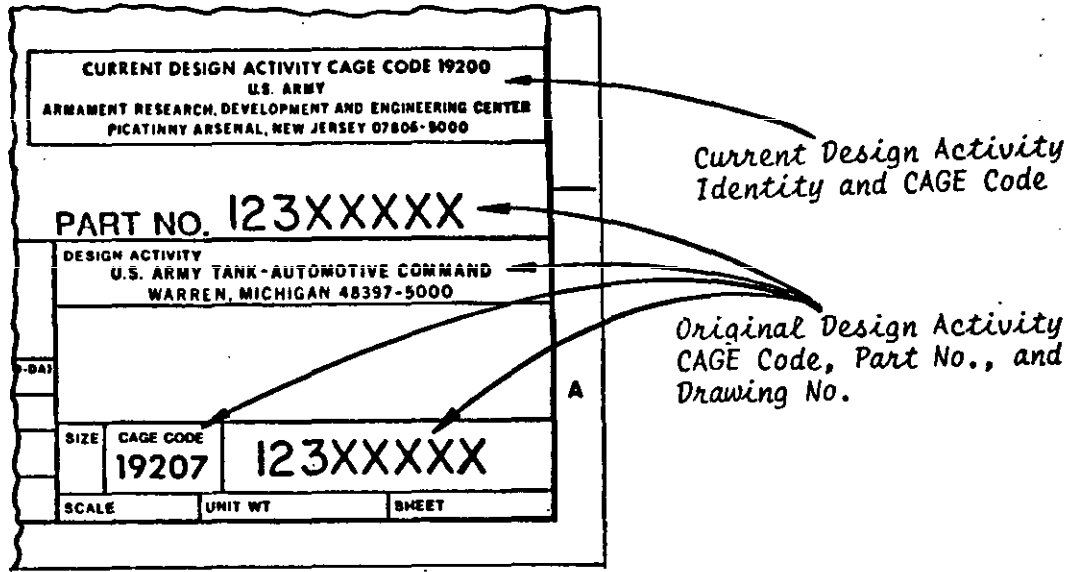 CURRENT DESIGN ACTIVITY CAGE CODE 19200
U.S. ARMY
ARMAMENT RESEARCH, DEVELOPMENT AND ENGINEERING CENTER
PICATINNY ARSENAL, NEW JERSEY 07806-5000
Current Design Activity
Identity and CAGE Code
PART NO. 123XXXXX
DESIGN ACTIVITY
U.S. ARMY TANK-AUTOMOTIVE COMMAND
WARREN, MICHIGAN 48397-5000
Original Design Activity
CAGE Code, Part No., and
Drawing No.
A
SIZE
CAGE CODE
19207
123XXXXX
SCALE
UNIT WT
SHEET